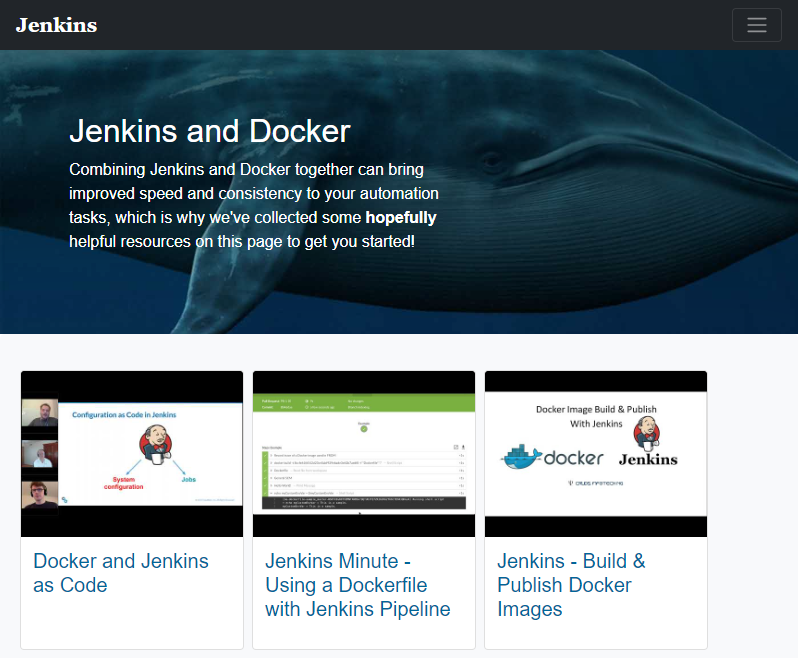 Jenkins
Jenkins and Docker
Combining Jenkins and Docker together can bring
improved speed and consistency to your automation
tasks, which is why we've collected some hopefully
helpful resources on this page to get you started!
Configuration as Code in Jenkins
System
configuration
Jobs
Docker Image Build & Publish
With Jenkins
docker
Jenkins
Docker and Jenkins
as Code
Jenkins Minute -
Using a Dockerfile
with Jenkins Pipeline
Jenkins - Build &
Publish Docker
Images